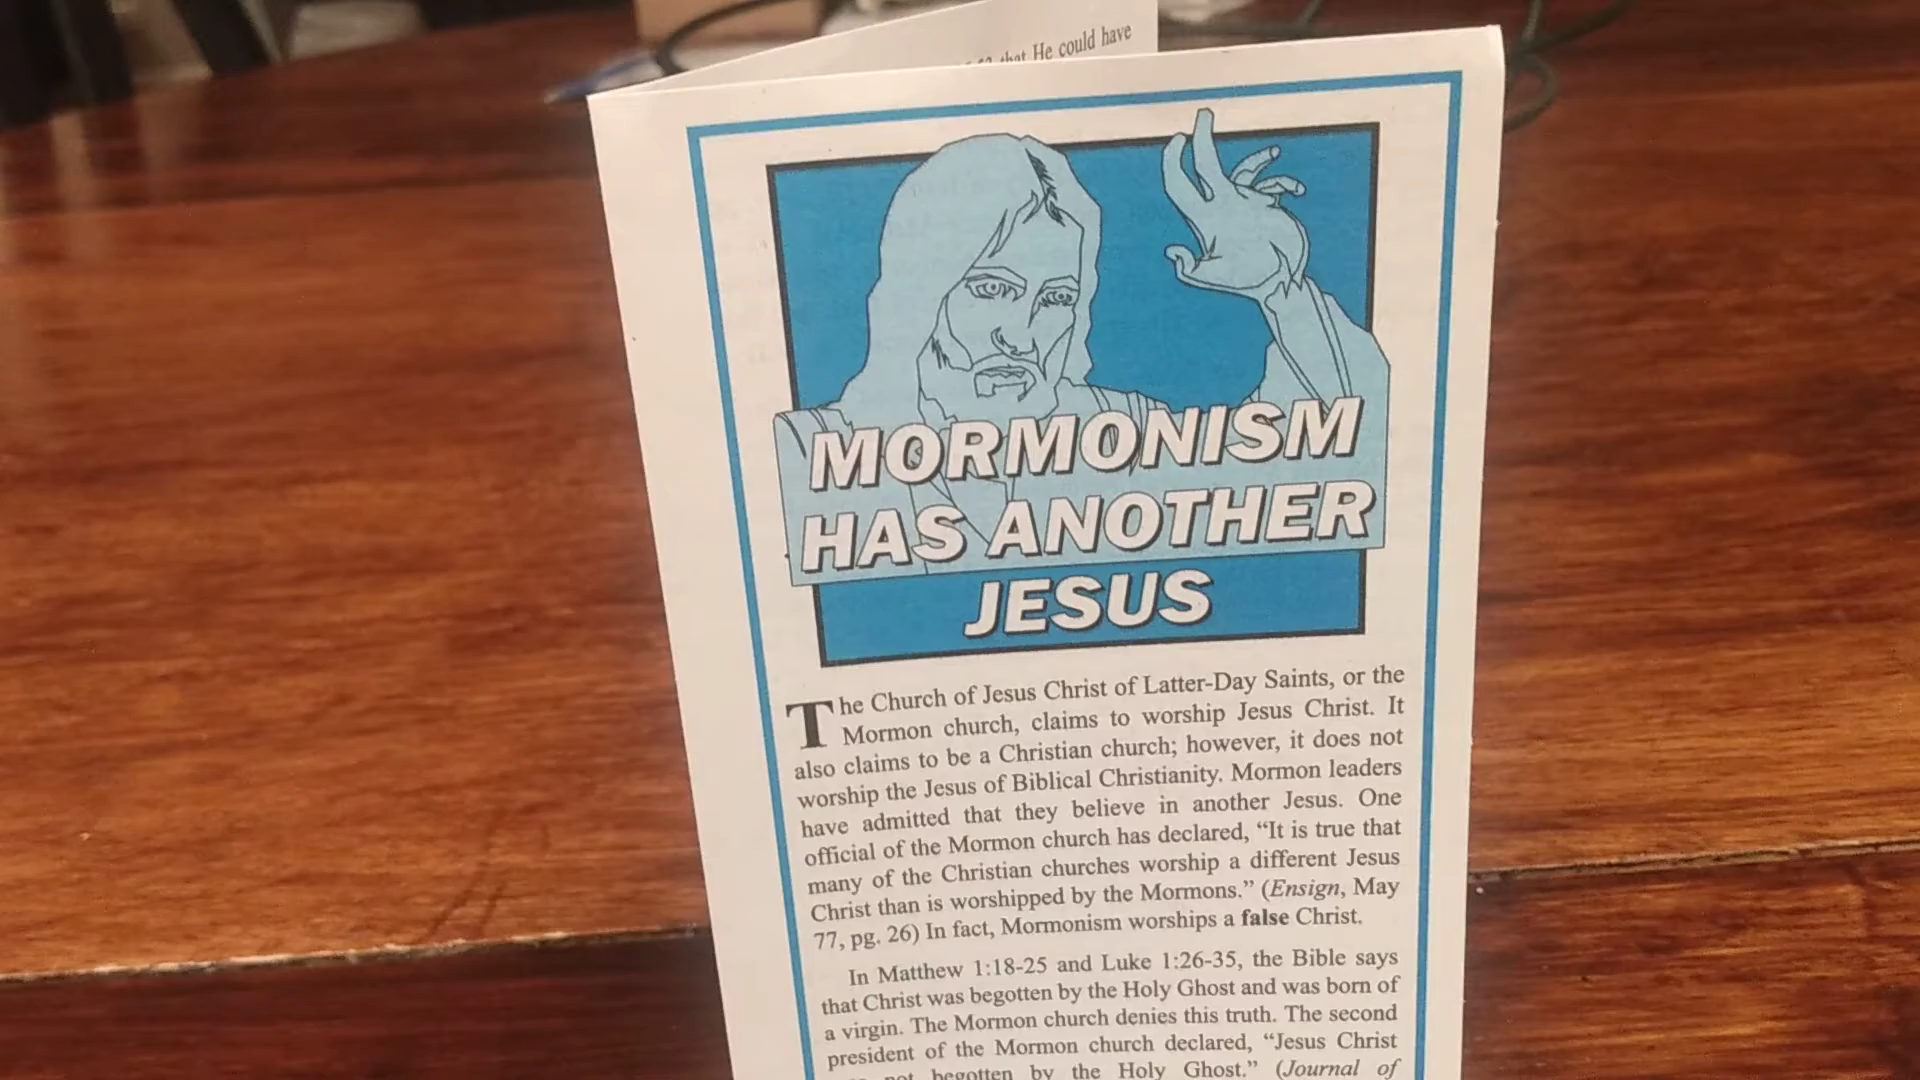 that He could have
MORMONISM
HAS ANOTHER
JESUS
The Church of Jesus Christ of Latter-Day Saints, or the
Mormon church, claims to worship Jesus Christ. It
also claims to be a Christian church; however, it does not
worship the Jesus of Biblical Christianity. Mormon leaders
have admitted that they believe in another Jesus. One
official of the Mormon church has declared, “It is true that
many of the Christian churches worship a different Jesus
Christ than is worshipped by the Mormons.” (Ensign, May
77, pg. 26) In fact, Mormonism worships a false Christ.
In Matthew 1:18-25 and Luke 1:26-35, the Bible says
that Christ was begotten by the Holy Ghost and was born of
a virgin. The Mormon church denies this truth. The second
president of the Mormon church declared, “Jesus Christ
not begotten by the Holy Ghost.” (Journal of